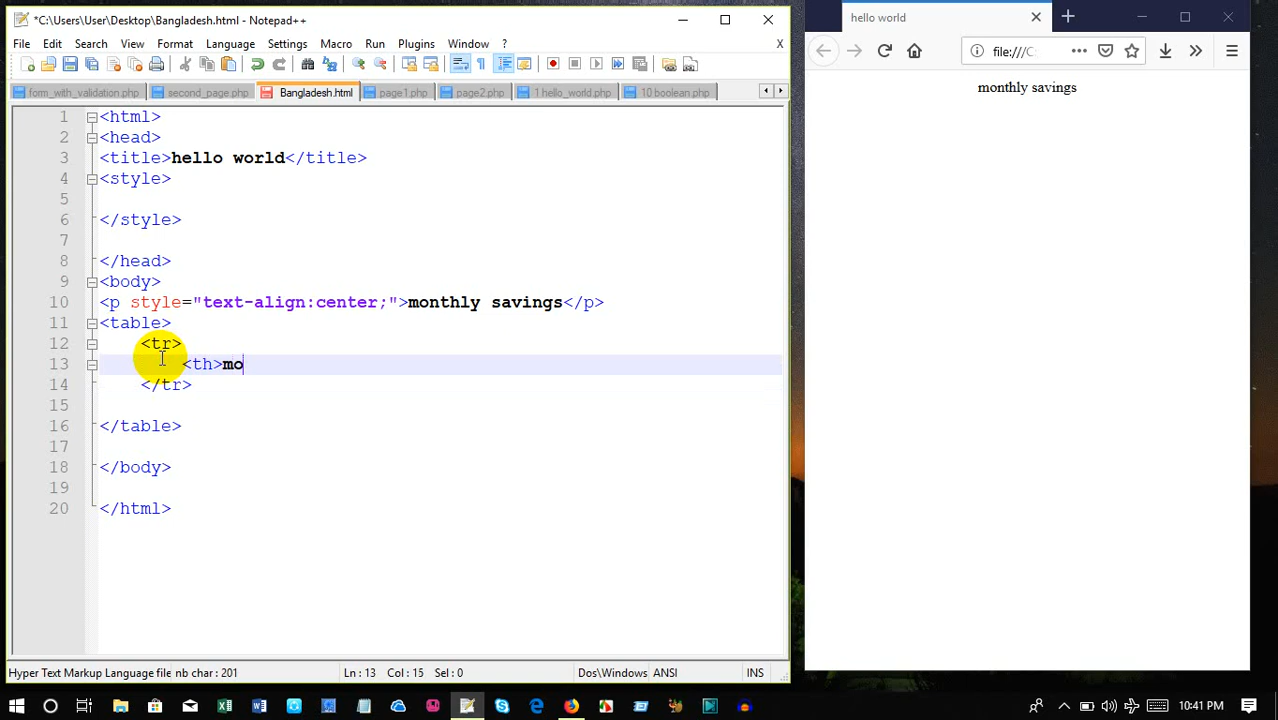 *C:\Users\User\Desktop\Bangladesh.html - Notepad++
File Edit Search View Format Encoding Language Settings Macro Run Plugins Window ? X
form_with_validation.php second_page.php Bangladesh.html page1.php page2.php 1 hello_world.php 10 boolean.php
1 <html>
2 <head>
3 <title>hello world</title>
4 <style>
5
6 </style>
7
8 </head>
9 <body>
10 <p style="text-align:center;">monthly savings</p>
11 <table>
12 <tr>
13 <th>mo
14 </tr>
15
16 </table>
17
18 </body>
19
20 </html>
Hyper Text Markup Language file nb char : 201 Ln : 13 Col : 15 Sel : 0 Dos\Windows ANSI INS
hello world
file:///C:
monthly savings
10:41 PM